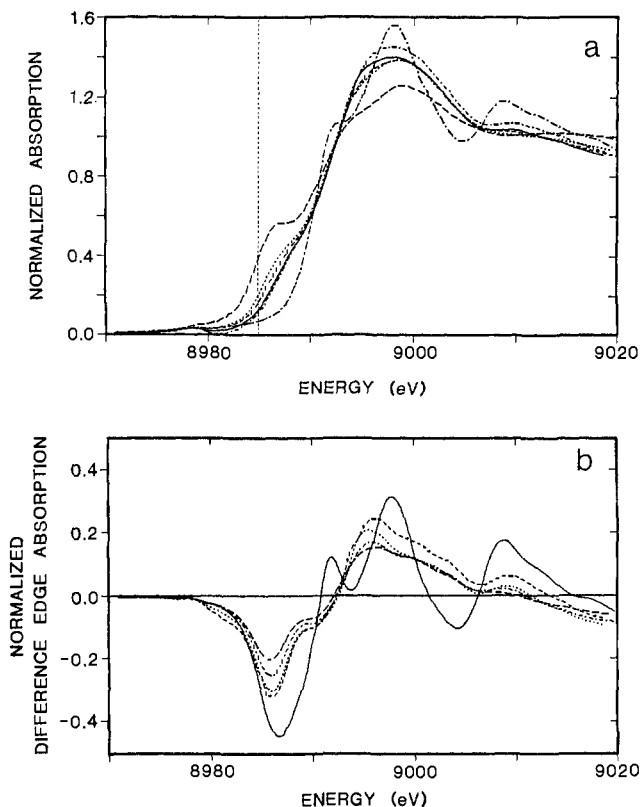 a
1.6
1.2
0.8
0.4
0.0
NORMALIZED ABSORPTION
8980
9000
9020
ENERGY (eV)
b
0.4
0.2
0.0
-0.2
-0.4
NORMALIZED
DIFFERENCE EDGE ABSORPTION
8980
9000
9020
ENERGY (eV)